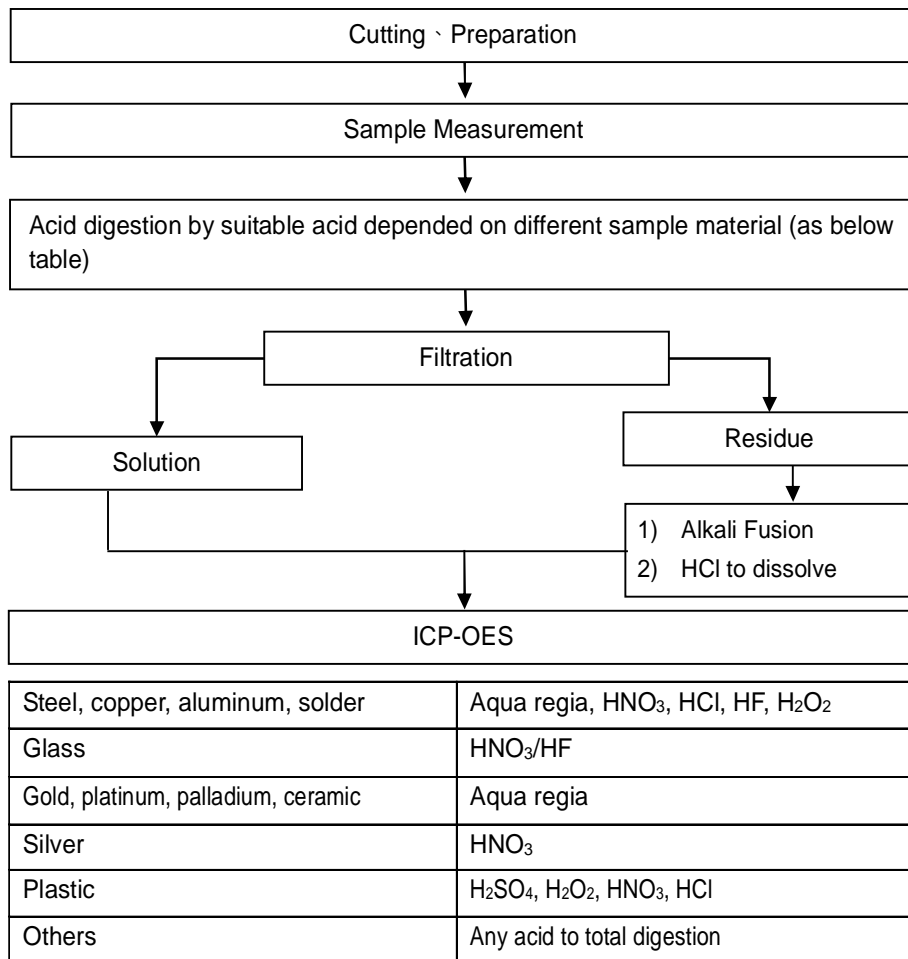 Cutting、Preparation
Sample Measurement
Acid digestion by suitable acid depended on different sample material (as below
table)
Filtration
Solution
Residue
1) Alkali Fusion
2) HCl to dissolve
ICP-OES
Steel, copper, aluminum, solder Aqua regia, HNO₃, HCl, HF, H₂O₂
Glass HNO₃/HF
Gold, platinum, palladium, ceramic Aqua regia
Silver HNO₃
Plastic H₂SO₄, H₂O₂, HNO₃, HCl
Others Any acid to total digestion